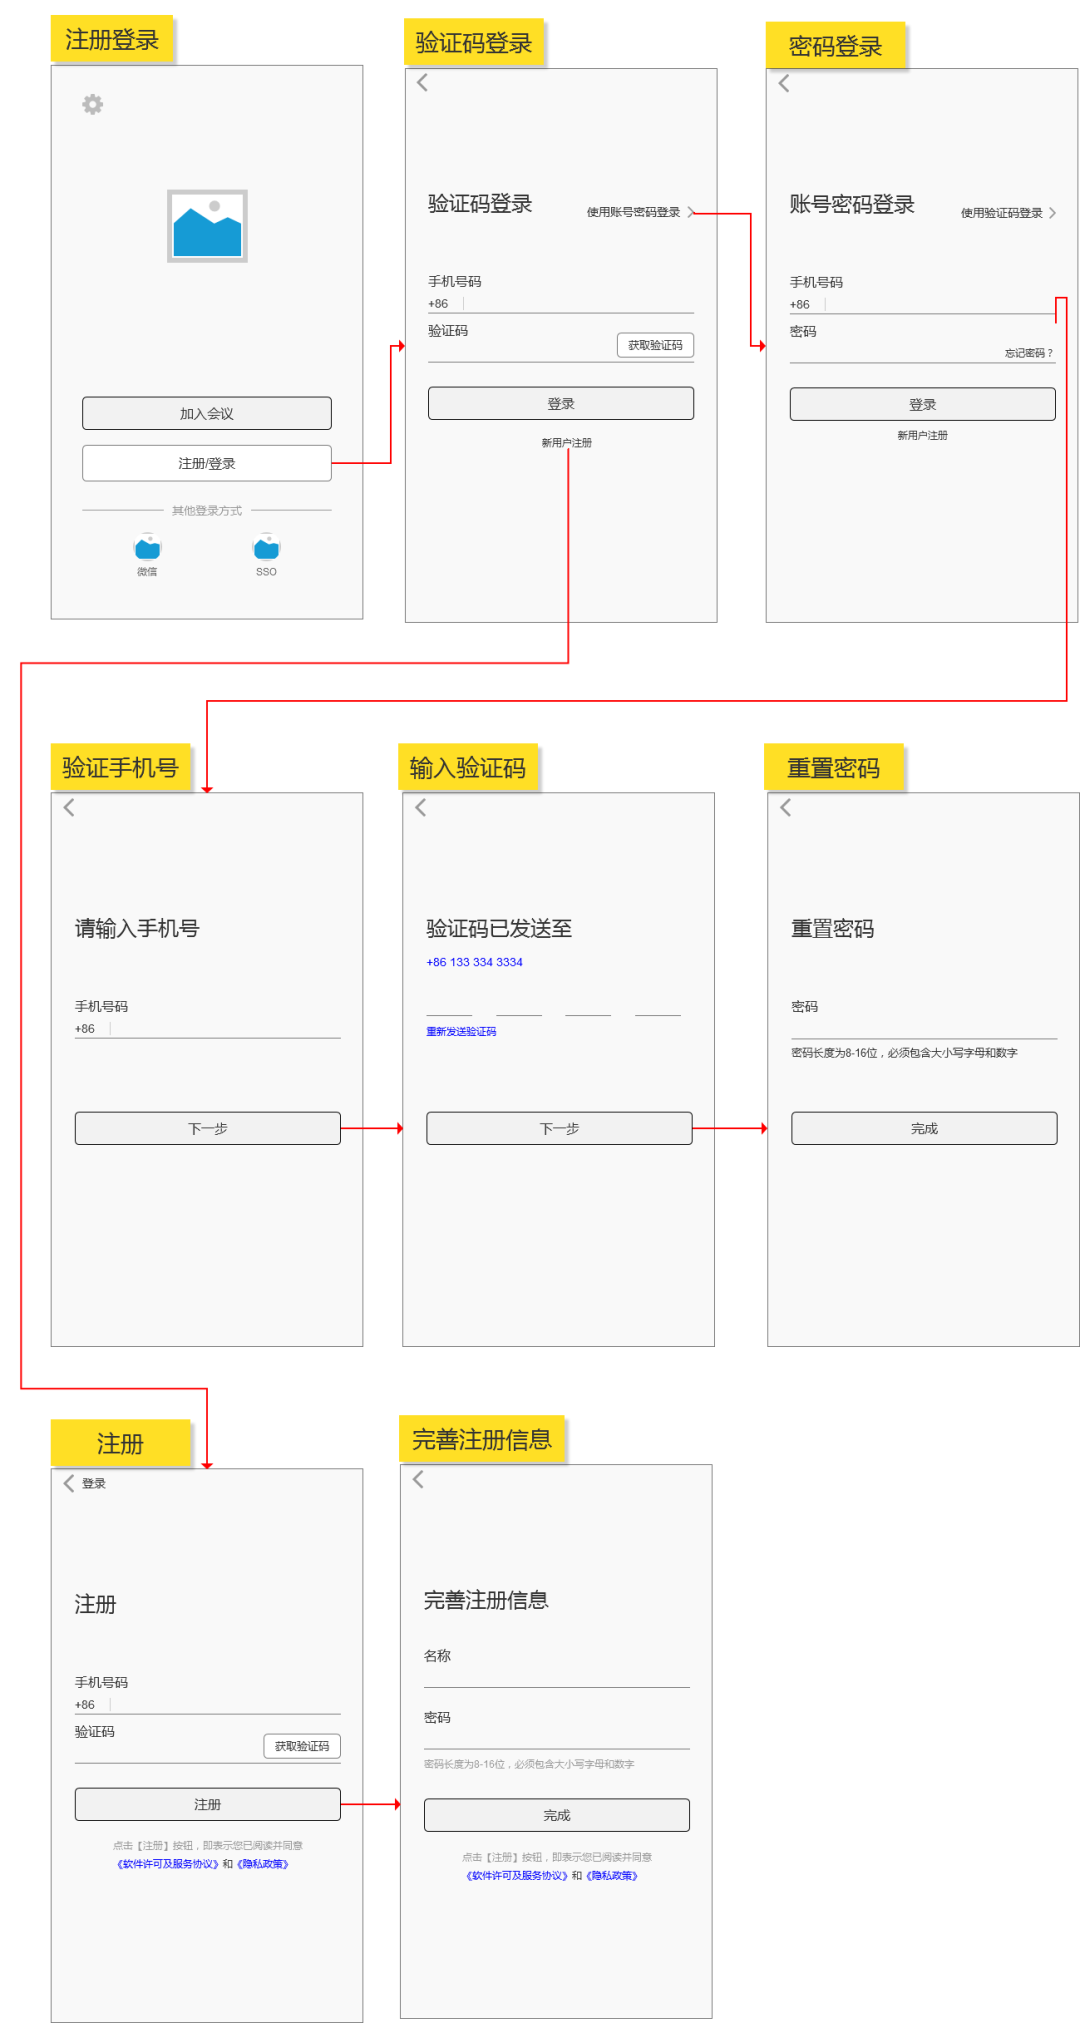 注册登录
加入会议
注册/登录
其他登录方式
微信
SSO
验证码登录
验证码登录
使用账号密码登录
手机号码
+86
验证码
获取验证码
登录
新用户注册
密码登录
账号密码登录
使用验证码登录
手机号码
+86
密码
忘记密码？
登录
新用户注册
验证手机号
请输入手机号
手机号码
+86
下一步
输入验证码
验证码已发送至
+86 133 334 3334
重新发送验证码
下一步
重置密码
重置密码
密码
密码长度为8-16位，必须包含大小写字母和数字
完成
注册
登录
注册
手机号码
+86
验证码
获取验证码
注册
点击【注册】按钮，即表示您已阅读并同意
《软件许可及服务协议》和《隐私政策》
完善注册信息
完善注册信息
名称
密码
密码长度为8-16位，必须包含大小写字母和数字
完成
点击【注册】按钮，即表示您已阅读并同意
《软件许可及服务协议》和《隐私政策》